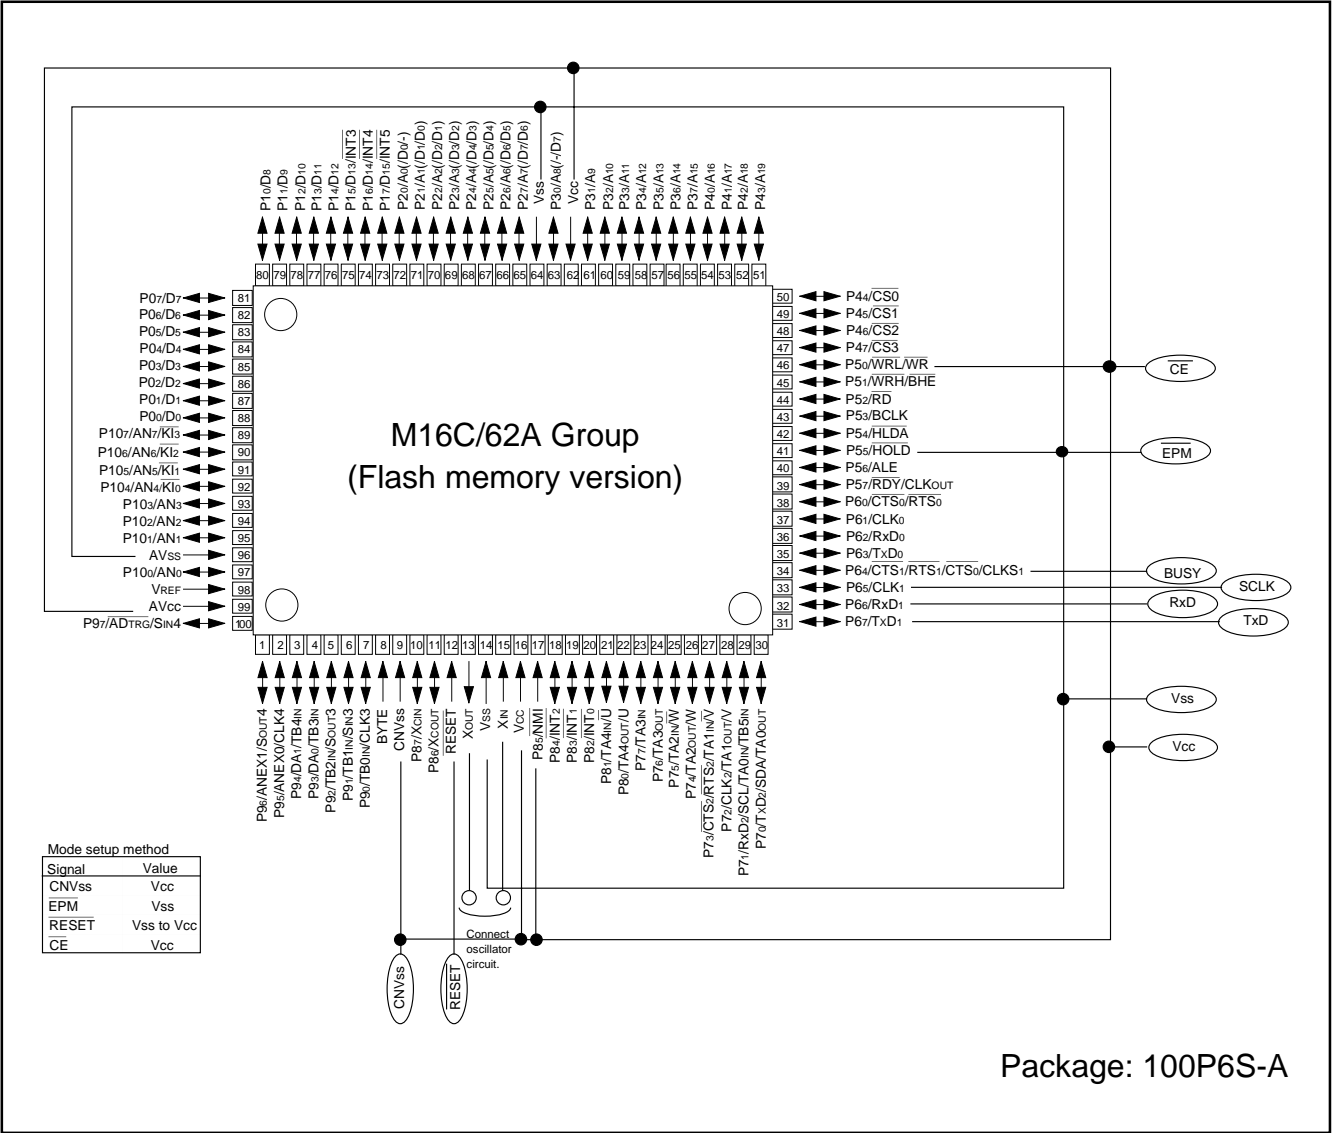 P10/D8
P11/D9
P12/D10
P13/D11
P14/D12
P15/D13/INT3
P16/D14/INT4
P17/D15/INT5
P20/A0(/D0/-)
P21/A1(/D1/D0)
P22/A2(/D2/D1)
P23/A3(/D3/D2)
P24/A4(/D4/D3)
P25/A5(/D5/D4)
P26/A6(/D6/D5)
P27/A7(/D7/D6)
Vss
P30/A8(/-/D7)
Vcc
P31/A9
P32/A10
P33/A11
P34/A12
P35/A13
P36/A14
P37/A15
P40/A16
P41/A17
P42/A18
P43/A19
80 79 78 77 76 75 74 73 72 71 70 69 68 67 66 65 64 63 62 61 60 59 58 57 56 55 54 53 52 51
P07/D7 81
P06/D6 82
P05/D5 83
P04/D4 84
P03/D3 85
P02/D2 86
P01/D1 87
P00/D0 88
P107/AN7/KI3 89
P106/AN6/KI2 90
P105/AN5/KI1 91
P104/AN4/KI0 92
P103/AN3 93
P102/AN2 94
P101/AN1 95
AVSS 96
P100/AN0 97
VREF 98
AVCC 99
P97/ADTRG/SIN4 100
M16C/62A Group
(Flash memory version)
50 P44/CS0
49 P45/CS1
48 P46/CS2
47 P47/CS3
46 P50/WRL/WR
45 P51/WRH/BHE
44 P52/RD
43 P53/BCLK
42 P54/HLDA
41 P55/HOLD
40 P56/ALE
39 P57/RDY/CLKOUT
38 P60/CTS0/RTS0
37 P61/CLK0
36 P62/RxD0
35 P63/TxD0
34 P64/CTS1/RTS1/CTS0/CLKS1
33 P65/CLK1
32 P66/RxD1
31 P67/TxD1
CE
EPM
BUSY
SCLK
RxD
TxD
Vss
Vcc
1 2 3 4 5 6 7 8 9 10 11 12 13 14 15 16 17 18 19 20 21 22 23 24 25 26 27 28 29 30
P96/ANEX1/SOUT4
P95/ANEX0/CLK4
P94/DA1/TB4IN
P93/DA0/TB3IN
P92/TB2IN/SOUT3
P91/TB1IN/SIN3
P90/TB0IN/CLK3
BYTE
CNVss
P87/XCIN
P86/XCOUT
RESET
XOUT
VSS
XIN
VCC
P85/NMI
P84/INT2
P83/INT1
P82/INT0
P81/TA4IN/U
P80/TA4OUT/U
P77/TA3IN
P76/TA3OUT
P75/TA2IN/W
P74/TA2OUT/W
P73/CTS2/RTS2/TA1IN/V
P72/CLK2/TA1OUT/V
P71/RxD2/SCL/TA0IN/TB5IN
P70/TxD2/SDA/TA0OUT
Connect
oscillator
circuit.
CNVss
RESET
Mode setup method
Signal Value
CNVss Vcc
EPM Vss
RESET Vss to Vcc
CE Vcc
Package: 100P6S-A